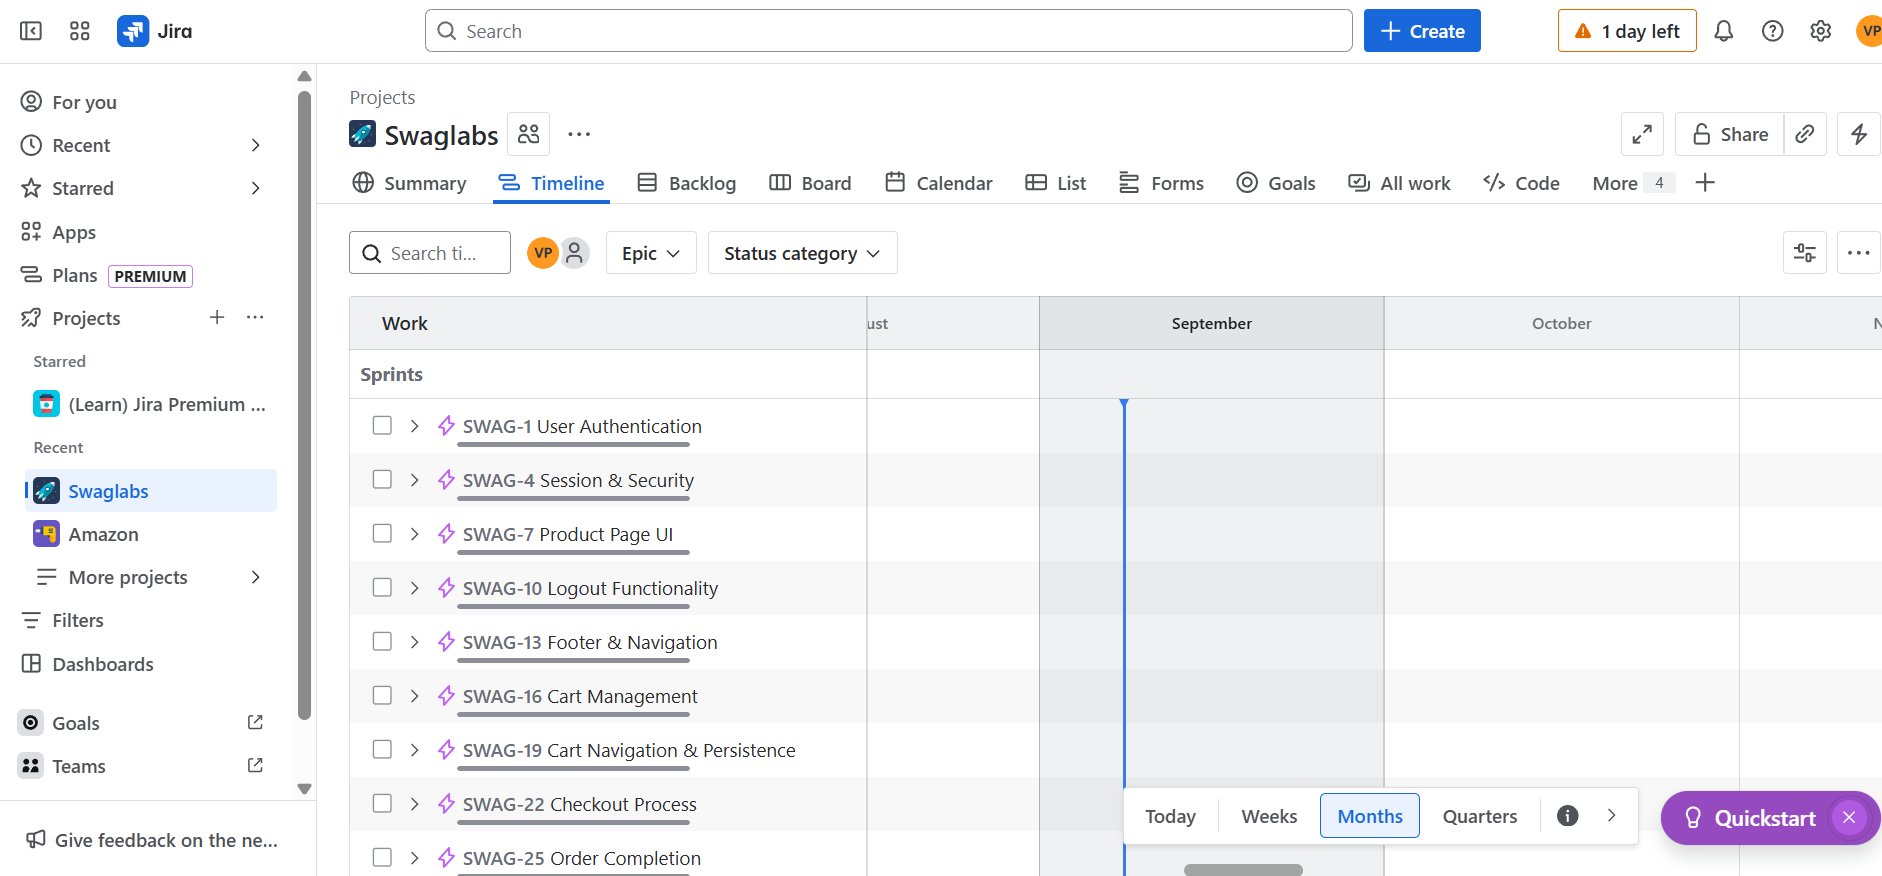 Jira
Search
Create
1 day left
VP
For you
Recent
Starred
Apps
Plans PREMIUM
Projects
Starred
(Learn) Jira Premium ...
Recent
Swaglabs
Amazon
More projects
Filters
Dashboards
Goals
Teams
Give feedback on the ne...
Projects
Swaglabs
Share
Summary
Timeline
Backlog
Board
Calendar
List
Forms
Goals
All work
Code
More 4
Search ti...
VP
Epic
Status category
Work
ust
September
October
N
Sprints
SWAG-1 User Authentication
SWAG-4 Session & Security
SWAG-7 Product Page UI
SWAG-10 Logout Functionality
SWAG-13 Footer & Navigation
SWAG-16 Cart Management
SWAG-19 Cart Navigation & Persistence
SWAG-22 Checkout Process
SWAG-25 Order Completion
Today
Weeks
Months
Quarters
Quickstart